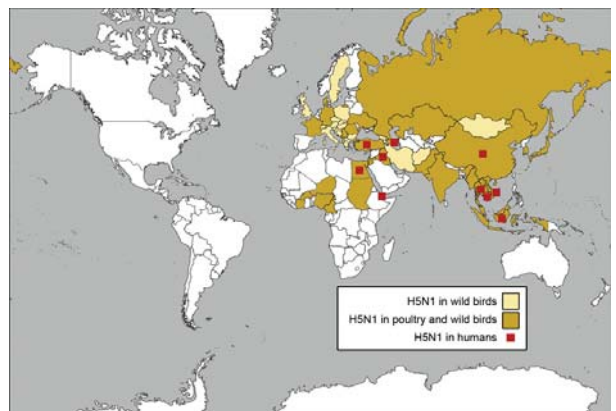 H5N1 in wild birds
H5N1 in poultry and wild birds
H5N1 in humans